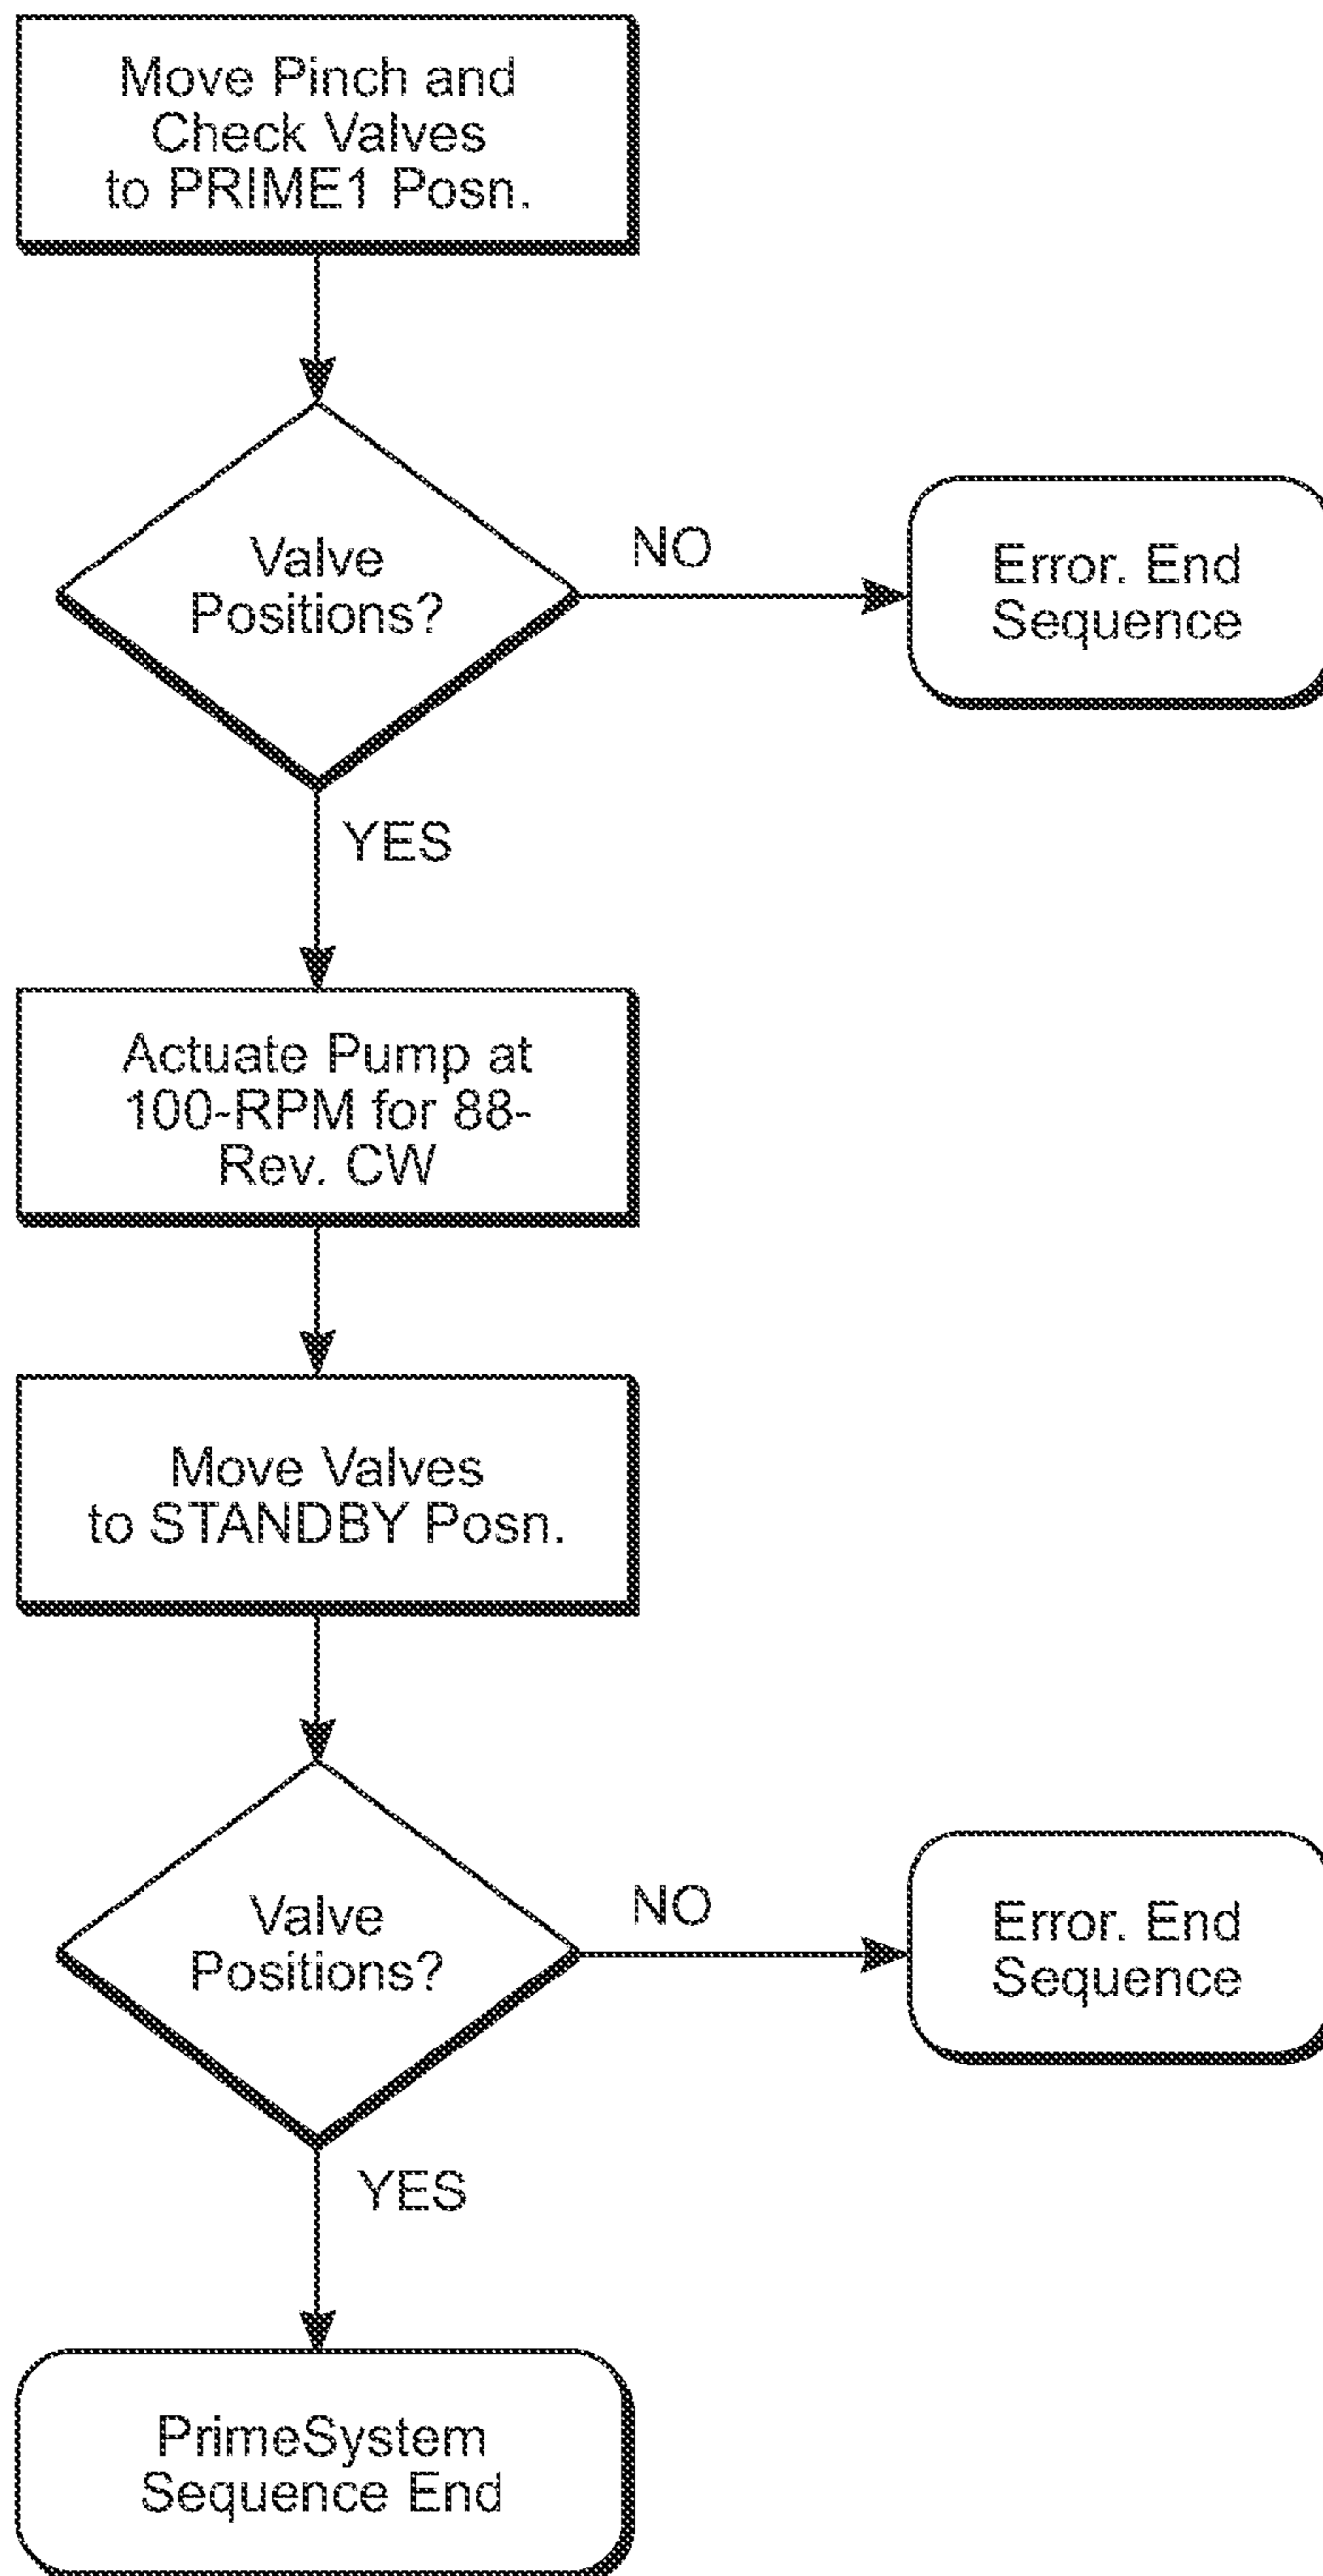 Move Pinch and
Check Valves
to PRIME1 Posn.
Valve
Positions?
NO
Error. End
Sequence
YES
Actuate Pump at
100-RPM for 88-
Rev. CW
Move Valves
to STANDBY Posn.
Valve
Positions?
NO
Error. End
Sequence
YES
PrimeSystem
Sequence End